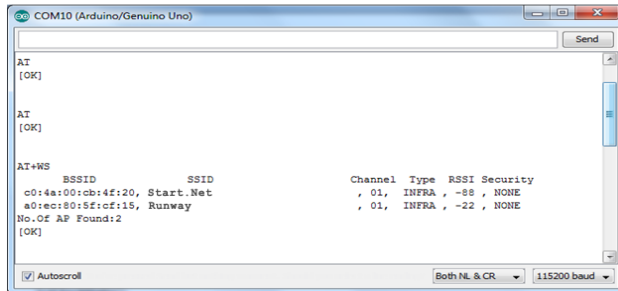 COM10 (Arduino/Genuino Uno)
Send
AT
[OK]
AT
[OK]
AT+WS
BSSID SSID Channel Type RSSI Security
c0:4a:00:cb:4f:20, Start.Net , 01, INFRA , -88 , NONE
a0:ec:80:5f:cf:15, Runway , 01, INFRA , -22 , NONE
No.Of AP Found:2
[OK]
Autoscroll Both NL & CR 115200 baud